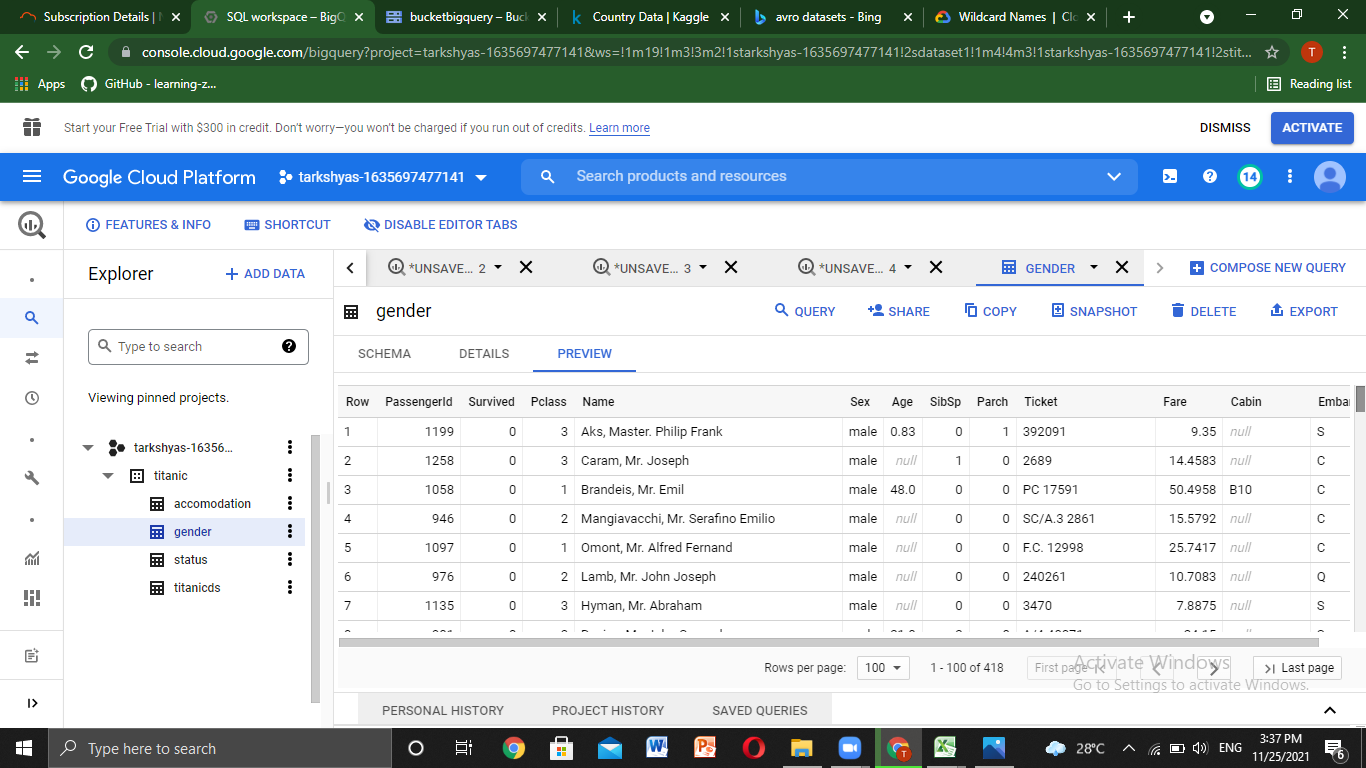 Subscription Details |
SQL workspace – BigQ
bucketbigquery – Buck
Country Data | Kaggle
avro datasets - Bing
Wildcard Names | Clo
console.cloud.google.com/bigquery?project=tarkshyas-1635697477141&ws=!1m19!1m3!3m2!1starkshyas-1635697477141!2sdataset1!1m4!4m3!1starkshyas-1635697477141!2stit...
T
Apps
GitHub - learning-z...
Reading list
Start your Free Trial with $300 in credit. Don't worry—you won't be charged if you run out of credits. Learn more
DISMISS
ACTIVATE
Google Cloud Platform
tarkshyas-1635697477141
Search products and resources
14
FEATURES & INFO
SHORTCUT
DISABLE EDITOR TABS
Explorer
+ ADD DATA
*UNSAVE... 2
*UNSAVE... 3
*UNSAVE... 4
GENDER
COMPOSE NEW QUERY
gender
QUERY
SHARE
COPY
SNAPSHOT
DELETE
EXPORT
Type to search
SCHEMA
DETAILS
PREVIEW
Viewing pinned projects.
tarkshyas-16356...
titanic
accomodation
gender
status
titanicds
Row PassengerId Survived Pclass Name Sex Age SibSp Parch Ticket Fare Cabin Embar
1 1199 0 3 Aks, Master. Philip Frank male 0.83 0 1 392091 9.35 null S
2 1258 0 3 Caram, Mr. Joseph male null 1 0 2689 14.4583 null C
3 1058 0 1 Brandeis, Mr. Emil male 48.0 0 0 PC 17591 50.4958 B10 C
4 946 0 2 Mangiavacchi, Mr. Serafino Emilio male null 0 0 SC/A.3 2861 15.5792 null C
5 1097 0 1 Omont, Mr. Alfred Fernand male null 0 0 F.C. 12998 25.7417 null C
6 976 0 2 Lamb, Mr. John Joseph male null 0 0 240261 10.7083 null Q
7 1135 0 3 Hyman, Mr. Abraham male null 0 0 3470 7.8875 null S
Rows per page: 100 1 - 100 of 418 First page Last page
Activate Windows
Go to Settings to activate Windows.
PERSONAL HISTORY
PROJECT HISTORY
SAVED QUERIES
Type here to search
28°C
ENG
3:37 PM
11/25/2021
6